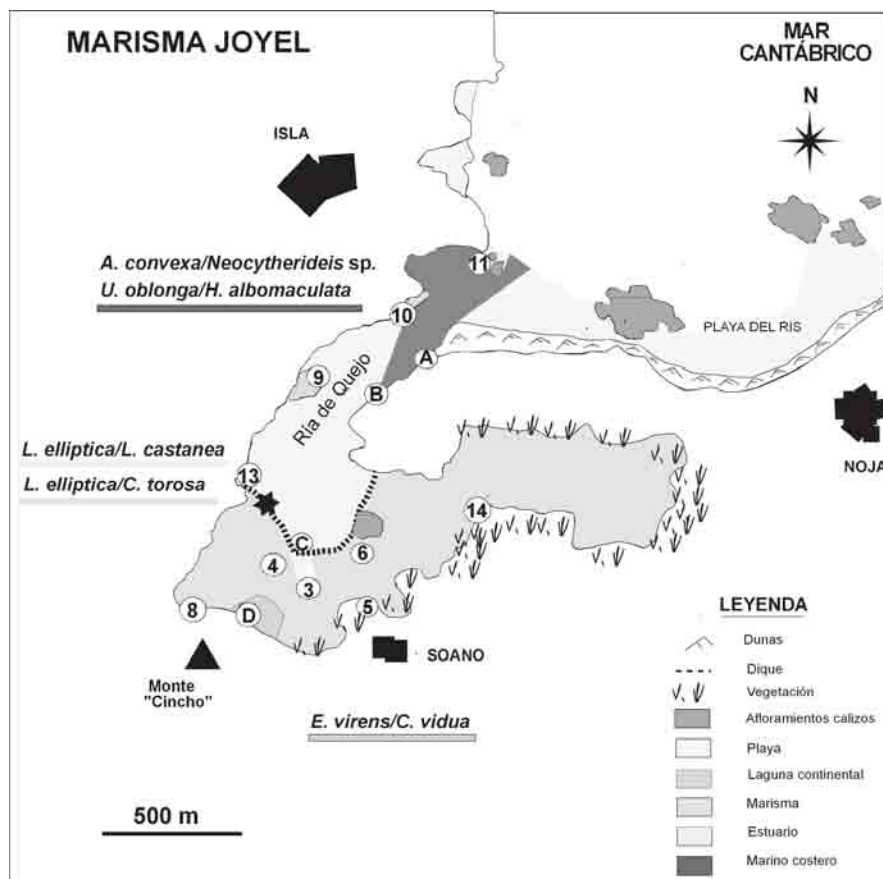 MARISMA JOYEL
MAR
CANTÁBRICO
N
ISLA
A. convexa/Neocytherideis sp.
U. oblonga/H. albomaculata
11
10
PLAYA DEL RIS
A
9
Ría de Quejo
B
L. elliptica/L. castanea
NOJA
L. elliptica/C. torosa
13
14
C
6
4
3
8
D
5
SOANO
Monte
"Cincho"
E. virens/C. vidua
500 m
LEYENDA
Dunas
Dique
Vegetación
Afloramientos calizos
Playa
Laguna continental
Marisma
Estuario
Marino costero